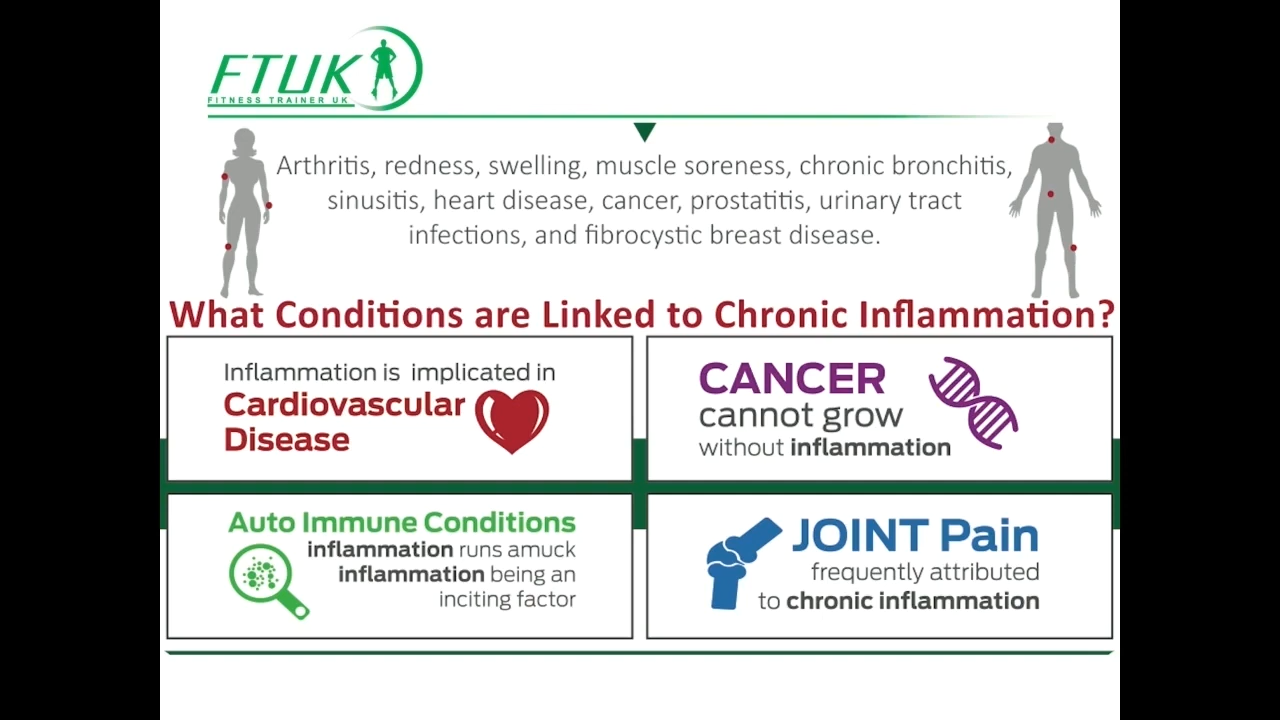 FTUK
FITNESS TRAINER UK
Arthritis, redness, swelling, muscle soreness, chronic bronchitis,
sinusitis, heart disease, cancer, prostatitis, urinary tract
infections, and fibrocystic breast disease.
What Conditions are Linked to Chronic Inflammation?
Inflammation is implicated in
Cardiovascular
Disease
CANCER
cannot grow
without inflammation
Auto Immune Conditions
inflammation runs amuck
inflammation being an
inciting factor
JOINT Pain
frequently attributed
to chronic inflammation